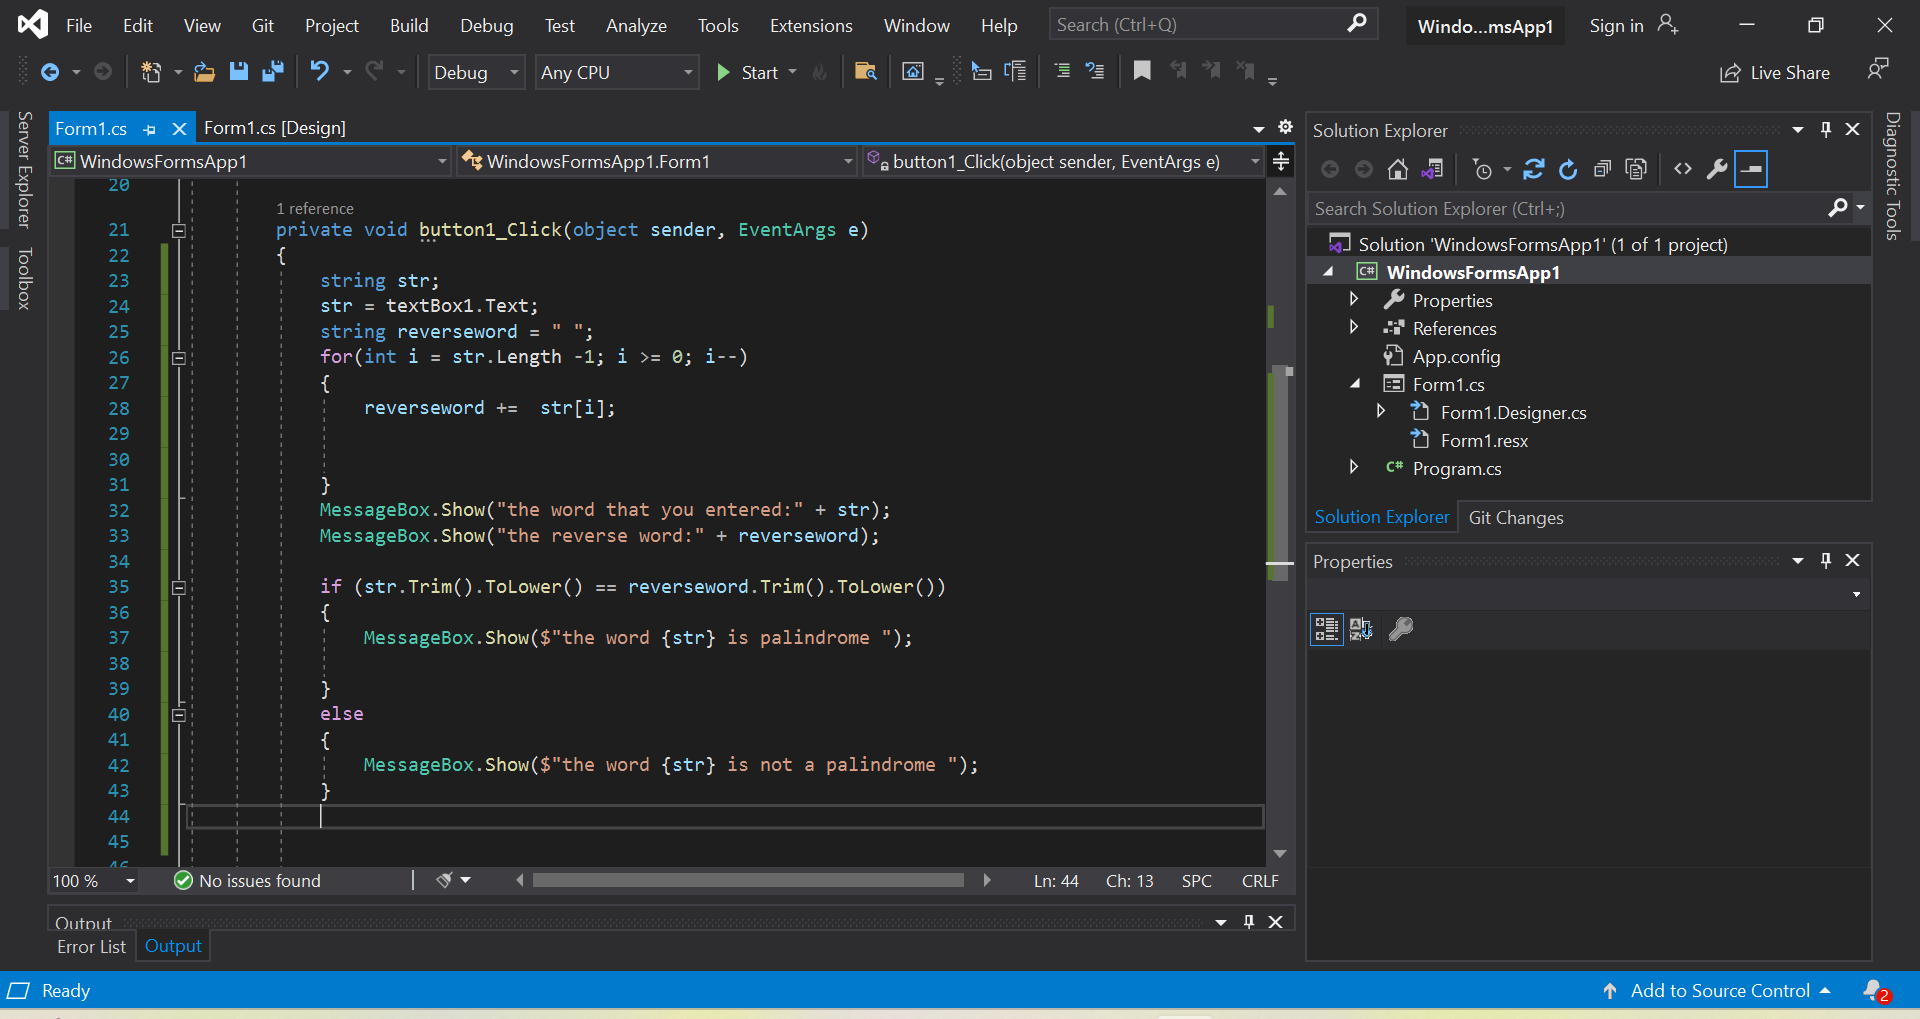 File Edit View Git Project Build Debug Test Analyze Tools Extensions Window Help Search (Ctrl+Q) Windo...msApp1 Sign in
Debug Any CPU Start Live Share
Server Explorer
Toolbox
Form1.cs Form1.cs [Design]
C# WindowsFormsApp1 WindowsFormsApp1.Form1 button1_Click(object sender, EventArgs e)
20
1 reference
21 private void button1_Click(object sender, EventArgs e)
22 {
23 string str;
24 str = textBox1.Text;
25 string reverseword = " ";
26 for(int i = str.Length -1; i >= 0; i--)
27 {
28 reverseword +=  str[i];
29
30
31 }
32 MessageBox.Show("the word that you entered:" + str);
33 MessageBox.Show("the reverse word:" + reverseword);
34
35 if (str.Trim().ToLower() == reverseword.Trim().ToLower())
36 {
37 MessageBox.Show($"the word {str} is palindrome ");
38
39 }
40 else
41 {
42 MessageBox.Show($"the word {str} is not a palindrome ");
43 }
44
45
46
100 % No issues found Ln: 44 Ch: 13 SPC CRLF
Output
Error List Output
Solution Explorer
Search Solution Explorer (Ctrl+;)
Solution 'WindowsFormsApp1' (1 of 1 project)
C# WindowsFormsApp1
Properties
References
App.config
Form1.cs
Form1.Designer.cs
Form1.resx
C# Program.cs
Solution Explorer Git Changes
Properties
Diagnostic Tools
Ready Add to Source Control 2